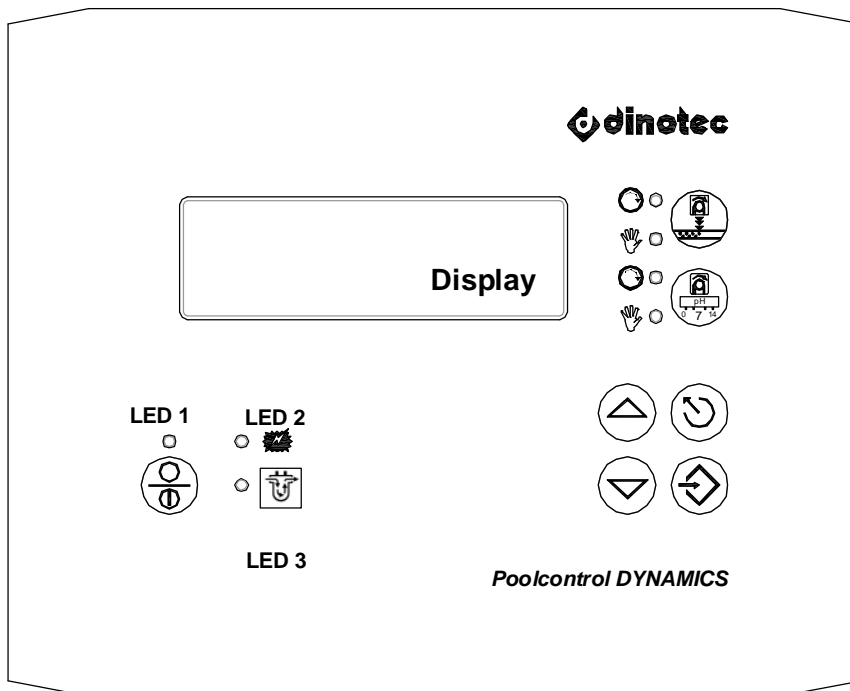 dinotec
Display
pH
0 7 14
LED 1
LED 2
LED 3
Poolcontrol DYNAMICS